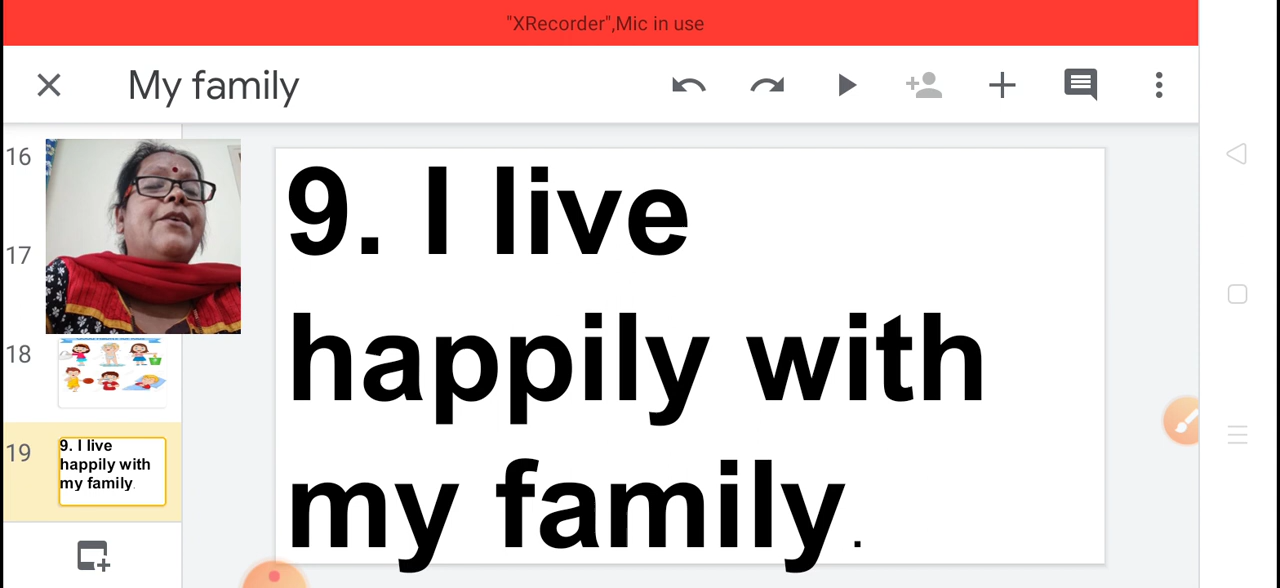 "XRecorder",Mic in use
My family
16
17
18
19
9. I live
happily with
my family.
9. I live
happily with
my family.